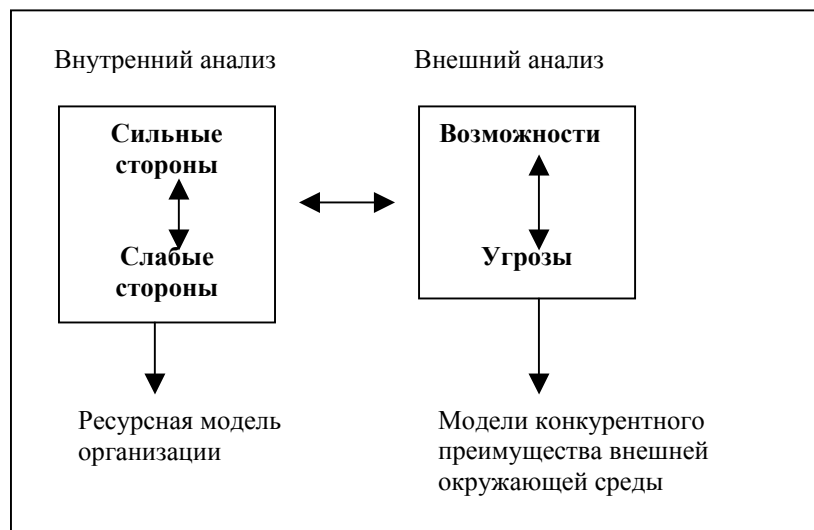 Внутренний анализ
Внешний анализ
Сильные
стороны
Слабые
стороны
Возможности
Угрозы
Ресурсная модель
организации
Модели конкурентного
преимущества внешней
окружающей среды